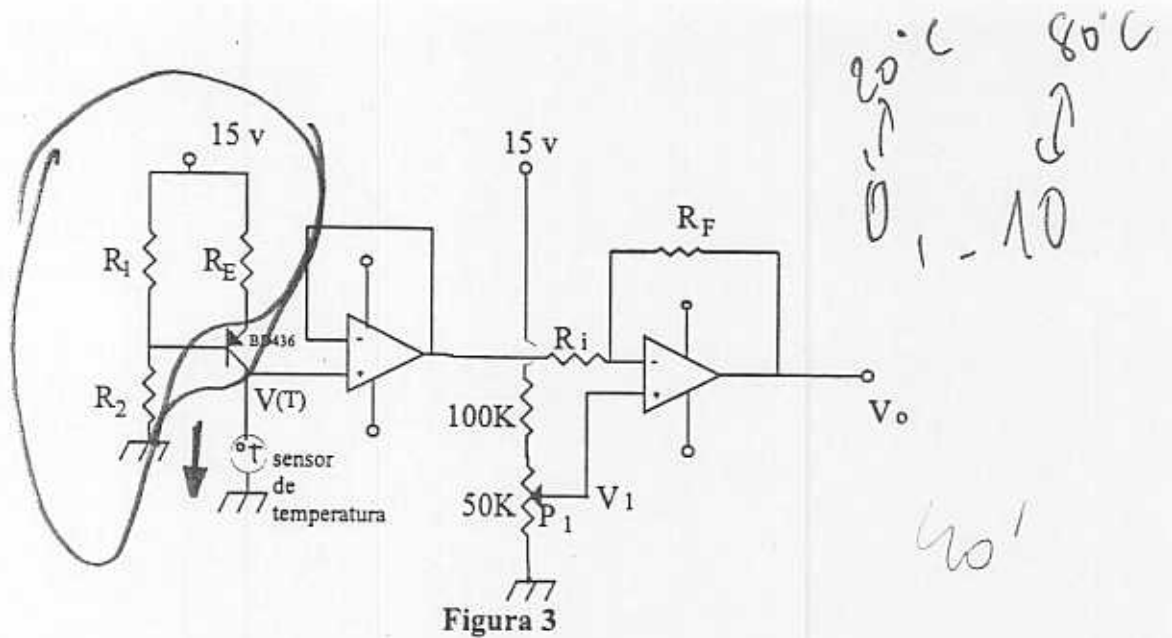 20°C 80°C
0, - 10
15 v
15 v
R1
RE
RF
BD436
Ri
R2
V(T)
100K
Vo
°t sensor
de
temperatura
50K
P1
V1
40'
Figura 3